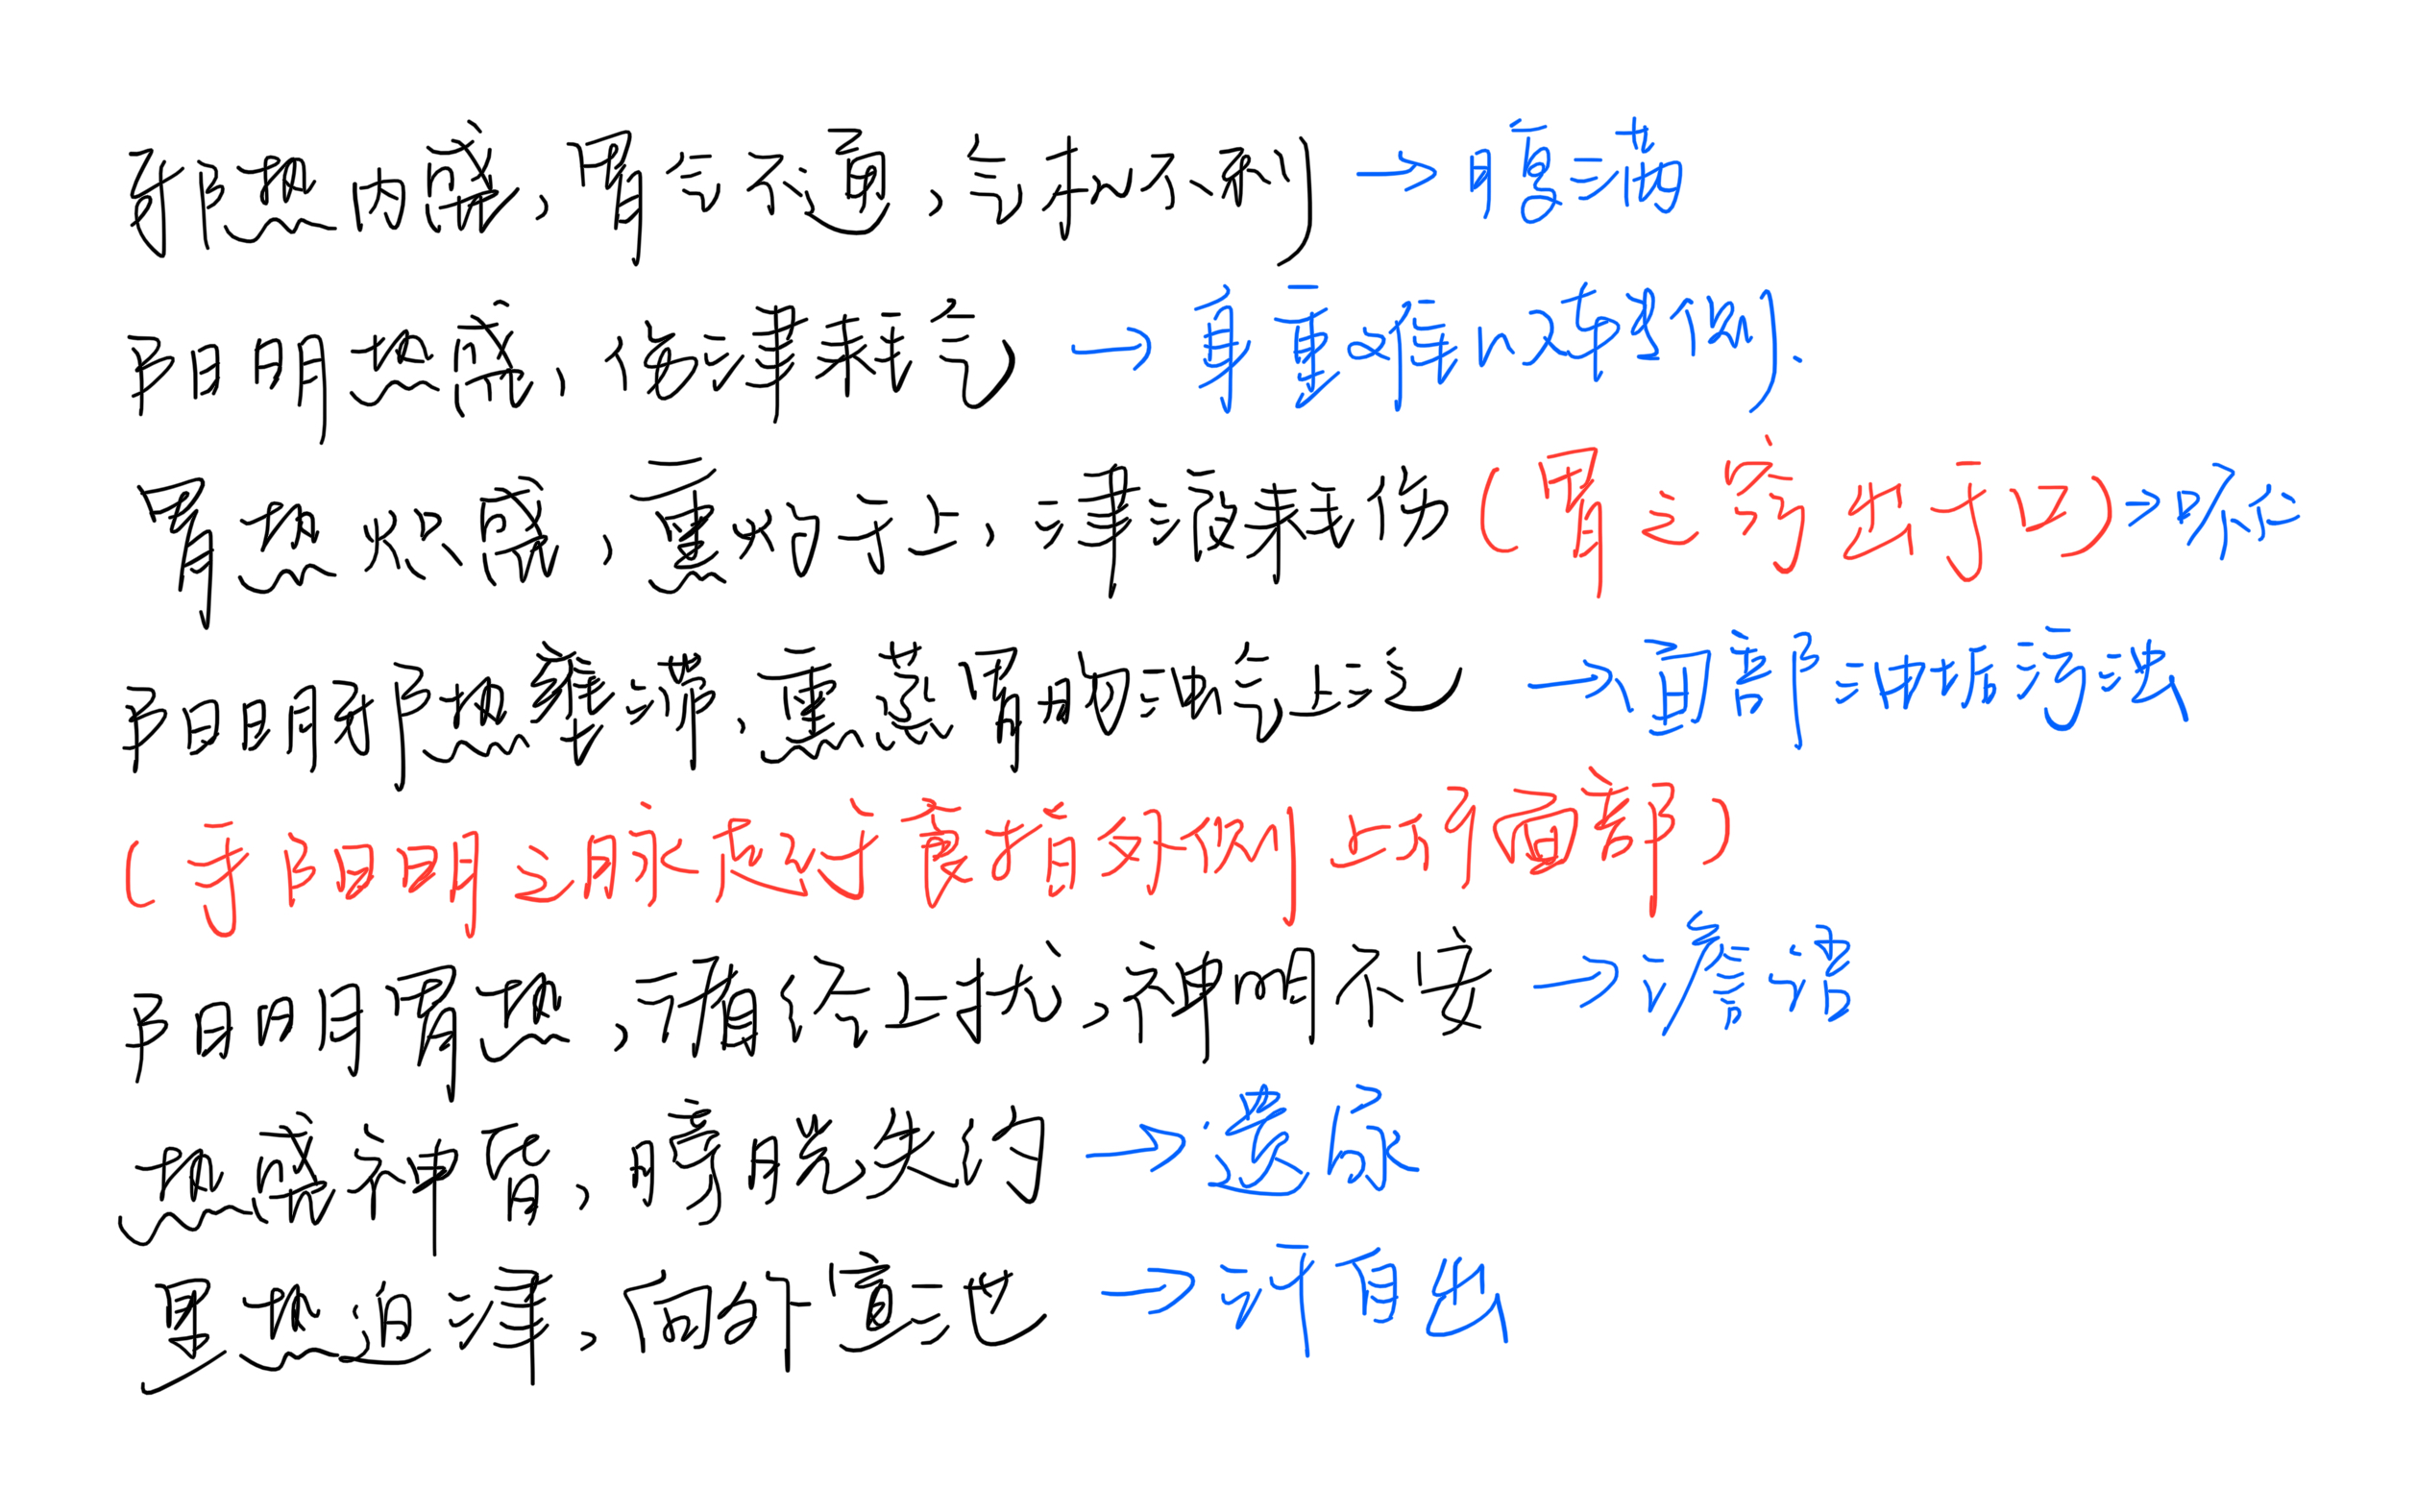 邪热内盛，胃气不通，气机不利 → 腹满
阳明热盛，伤津耗气 → 身重难以转侧.
胃热炽盛，熏灼于上，津液耗伤（胃之窍出于口）→ 口不仁
阳明邪热壅滞，熏蒸胃肠浊气上泛 → 面部油垢污浊
（手阳明之脉起于食指外侧上行面部）
阳明胃热，循经上扰，神明不安 → 谵语
热盛神昏，膀胱失约 → 遗尿
里热迫津，向外宣泄 → 汗自出